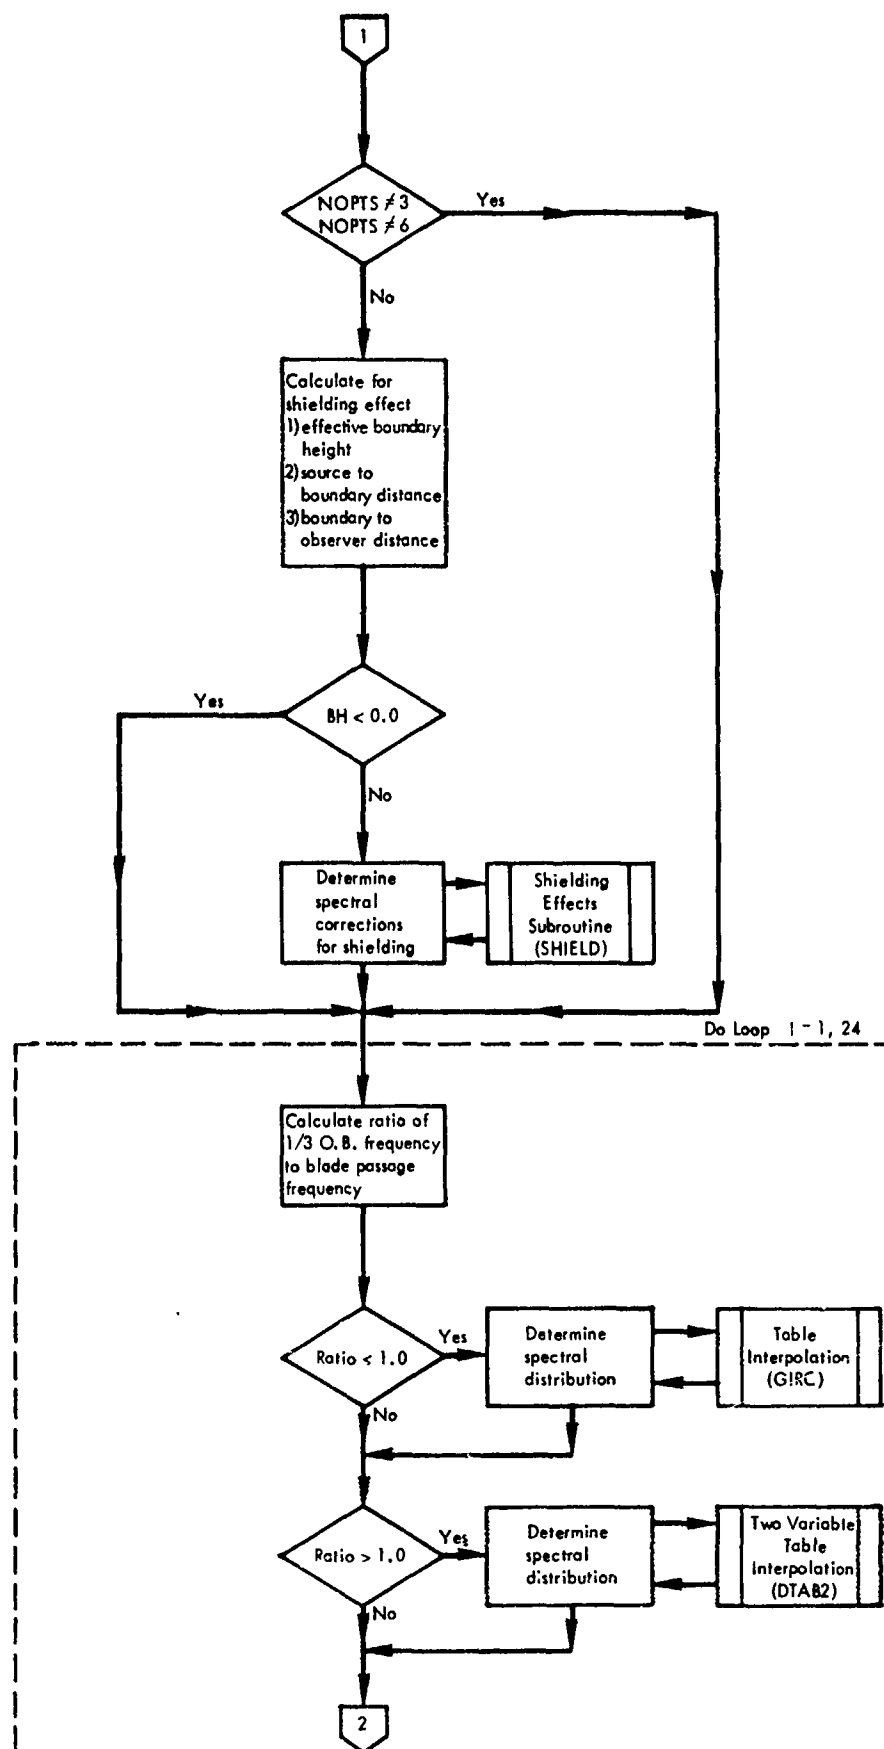 1
NOPTS ≠ 3
NOPTS ≠ 6
Yes
No
Calculate for
shielding effect
1) effective boundary
height
2) source to
boundary distance
3) boundary to
observer distance
Yes
BH < 0.0
No
Determine
spectral
corrections
for shielding
Shielding
Effects
Subroutine
(SHIELD)
Do Loop I - 1, 24
Calculate ratio of
1/3 O.B. frequency
to blade passage
frequency
Ratio < 1.0
Yes
No
Determine
spectral
distribution
Table
Interpolation
(GIRC)
Ratio > 1.0
Yes
No
Determine
spectral
distribution
Two Variable
Table
Interpolation
(DTAB2)
2